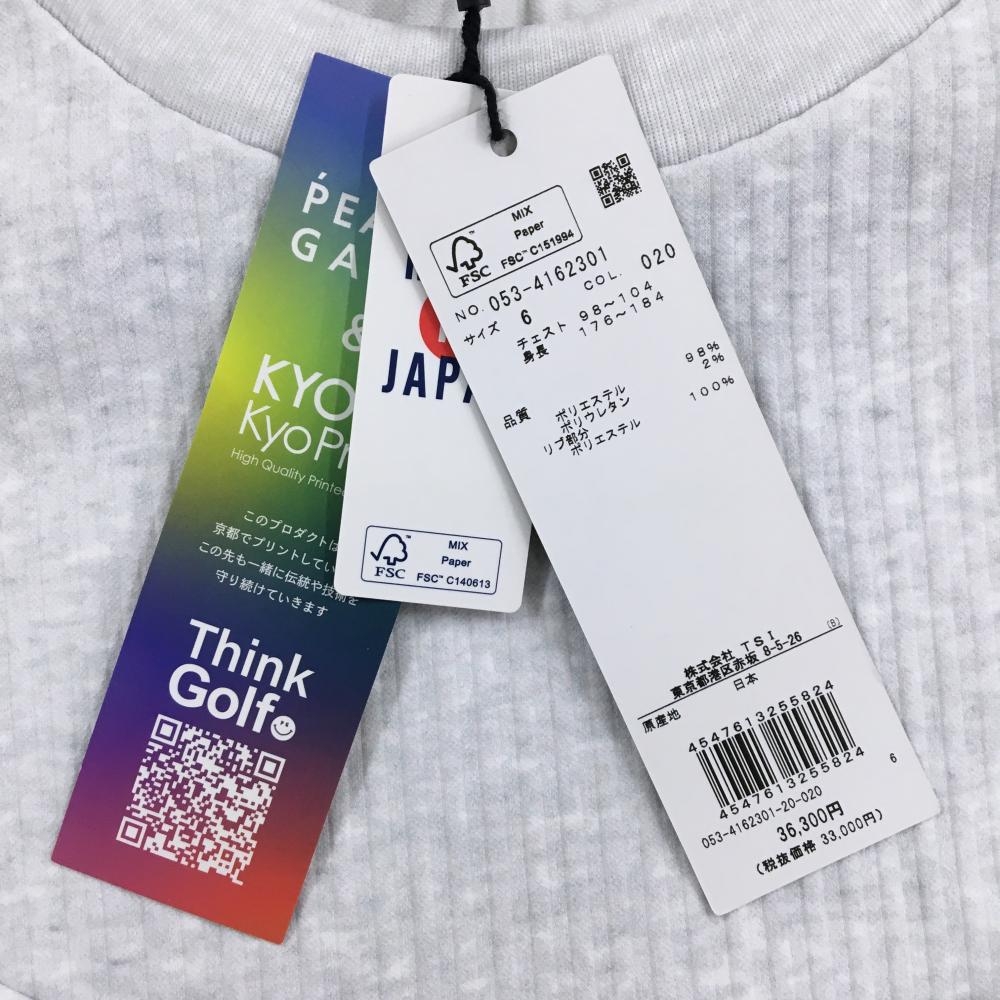 ṔEA
GA
&
KYO
KyoPr
High Quality Printed
このプロダクトは
京都でプリントしてい
この先も一緒に伝統や技術を
守り続けていきます
Think
Golf
JAPA
MIX
Paper
FSC™ C140613
FSC
MIX
Paper
FSC™ C151994
FSC
NO. 053-4162301
COL. 020
サイズ 6
チェスト 98~104
身長 176~184
品質 ポリエステル 98%
ポリウレタン 2%
リブ部分
ポリエステル 100%
株式会社 TSI
東京都港区赤坂 8-5-26 (B)
原産地 日本
4547613255824
4547613255824
6
053-4162301-20-020
36,300円
(税抜価格 33,000円)